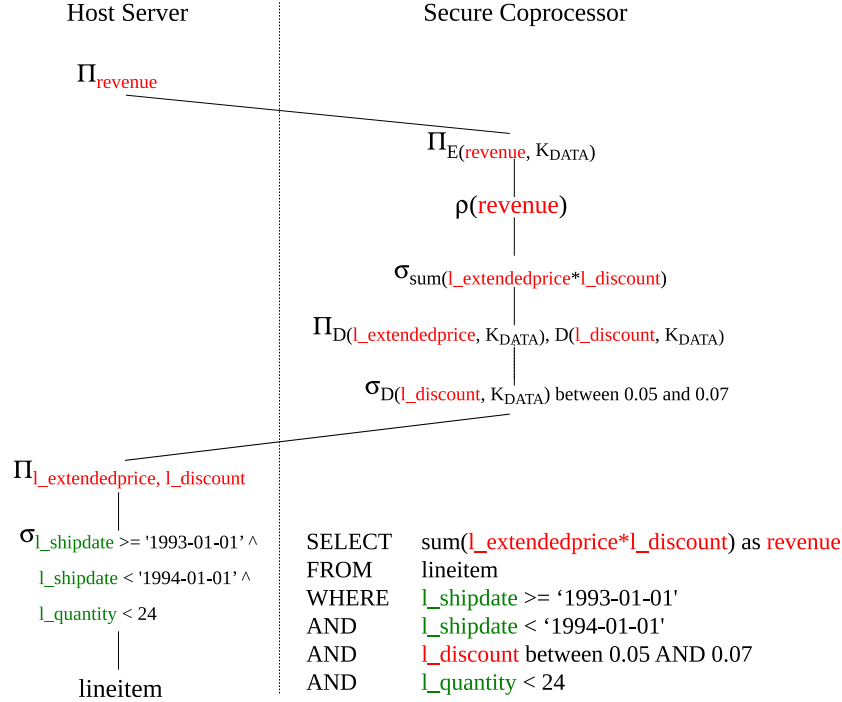 Host Server
Secure Coprocessor
Πrevenue
ΠE(revenue, KDATA)
ρ(revenue)
σsum(l_extendedprice*l_discount)
ΠD(l_extendedprice, KDATA), D(l_discount, KDATA)
σD(l_discount, KDATA) between 0.05 and 0.07
Πl_extendedprice, l_discount
σl_shipdate >= '1993-01-01’ ^
l_shipdate < '1994-01-01’ ^
l_quantity < 24
lineitem
SELECT sum(l_extendedprice*l_discount) as revenue
FROM lineitem
WHERE l_shipdate >= ‘1993-01-01'
AND l_shipdate < ‘1994-01-01'
AND l_discount between 0.05 AND 0.07
AND l_quantity < 24